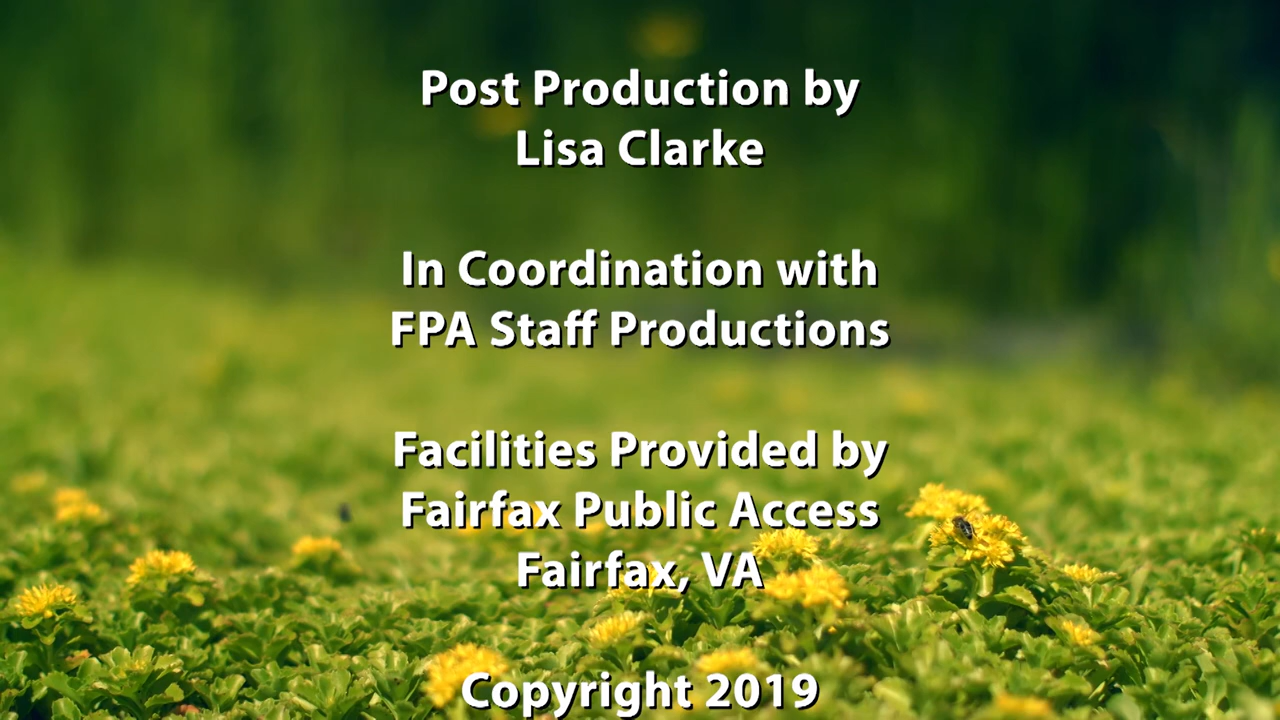 Post Production by
Lisa Clarke
In Coordination with
FPA Staff Productions
Facilities Provided by
Fairfax Public Access
Fairfax, VA
Copyright 2019